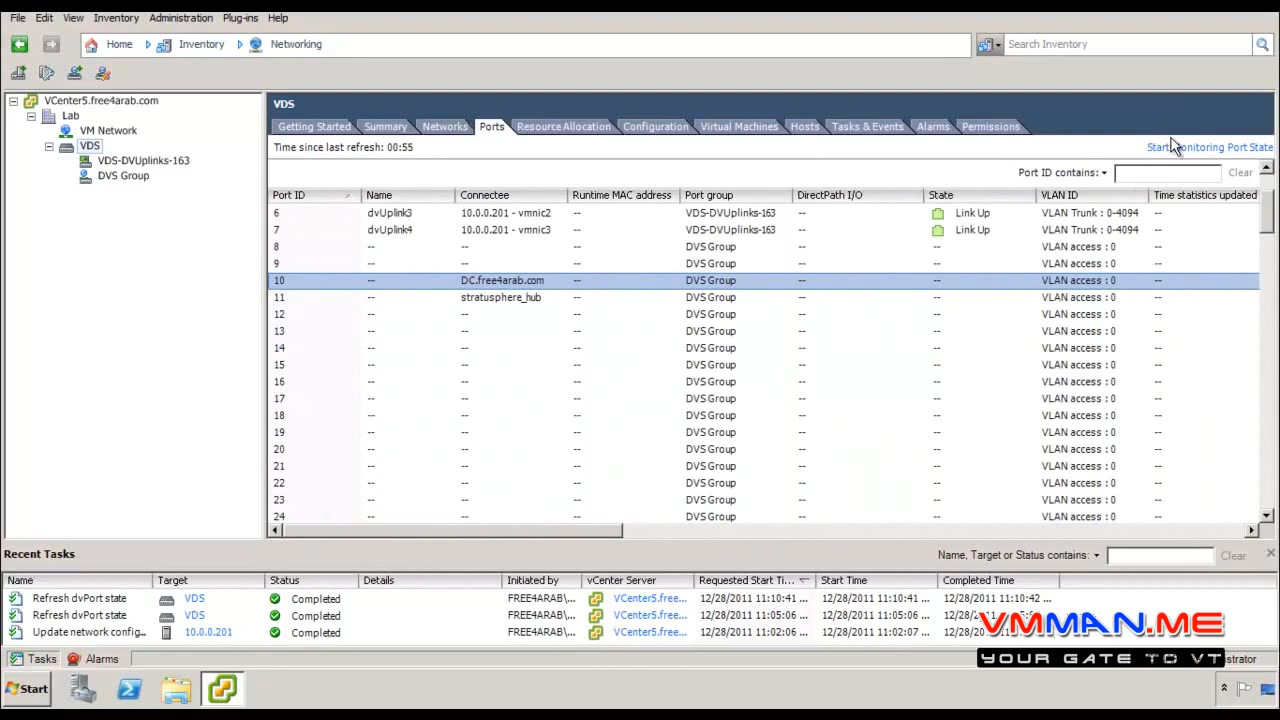 File Edit View Inventory Administration Plug-ins Help
Home Inventory Networking Search Inventory
VCenter5.free4arab.com
Lab
VM Network
VDS
VDS-DVUplinks-163
DVS Group
VDS
Getting Started Summary Networks Ports Resource Allocation Configuration Virtual Machines Hosts Tasks & Events Alarms Permissions
Time since last refresh: 00:55 Start Monitoring Port State
Port ID contains: Clear
Port ID Name Connectee Runtime MAC address Port group DirectPath I/O State VLAN ID Time statistics updated
6 dvUplink3 10.0.0.201 - vmnic2 -- VDS-DVUplinks-163 -- Link Up VLAN Trunk : 0-4094 --
7 dvUplink4 10.0.0.201 - vmnic3 -- VDS-DVUplinks-163 -- Link Up VLAN Trunk : 0-4094 --
8 -- -- -- DVS Group -- -- VLAN access : 0 --
9 -- -- -- DVS Group -- -- VLAN access : 0 --
10 -- DC.free4arab.com -- DVS Group -- -- VLAN access : 0 --
11 -- stratusphere_hub -- DVS Group -- -- VLAN access : 0 --
12 -- -- -- DVS Group -- -- VLAN access : 0 --
13 -- -- -- DVS Group -- -- VLAN access : 0 --
14 -- -- -- DVS Group -- -- VLAN access : 0 --
15 -- -- -- DVS Group -- -- VLAN access : 0 --
16 -- -- -- DVS Group -- -- VLAN access : 0 --
17 -- -- -- DVS Group -- -- VLAN access : 0 --
18 -- -- -- DVS Group -- -- VLAN access : 0 --
19 -- -- -- DVS Group -- -- VLAN access : 0 --
20 -- -- -- DVS Group -- -- VLAN access : 0 --
21 -- -- -- DVS Group -- -- VLAN access : 0 --
22 -- -- -- DVS Group -- -- VLAN access : 0 --
23 -- -- -- DVS Group -- -- VLAN access : 0 --
24 -- -- -- DVS Group -- -- VLAN access : 0 --
Recent Tasks Name, Target or Status contains: Clear
Name Target Status Details Initiated by vCenter Server Requested Start Ti... Start Time Completed Time
Refresh dvPort state VDS Completed FREE4ARAB\... VCenter5.free... 12/28/2011 11:10:41 ... 12/28/2011 11:10:41 ... 12/28/2011 11:10:42 ...
Refresh dvPort state VDS Completed FREE4ARAB\... VCenter5.free... 12/28/2011 11:05:06 ... 12/28/2011 11:05:06 ... 12/28/2011
Update network config... 10.0.0.201 Completed FREE4ARAB\... VCenter5.free... 12/28/2011 11:02:06 ... 12/28/2011 11:02:07 ... 12/28/20
VMMAN.ME
YOUR GATE TO VT
Tasks Alarms istrator
Start